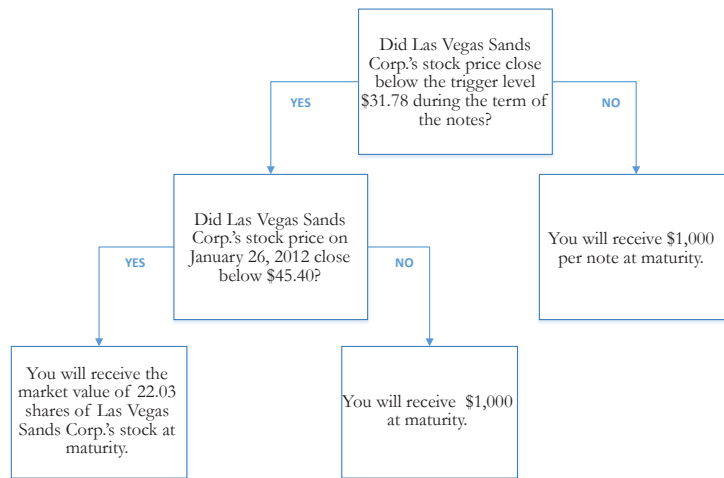 Did Las Vegas Sands
Corp.'s stock price close
below the trigger level
$31.78 during the term of
the notes?
YES
NO
Did Las Vegas Sands
Corp.'s stock price on
January 26, 2012 close
below $45.40?
You will receive $1,000
per note at maturity.
YES
NO
You will receive the
market value of 22.03
shares of Las Vegas
Sands Corp.'s stock at
maturity.
You will receive $1,000
at maturity.